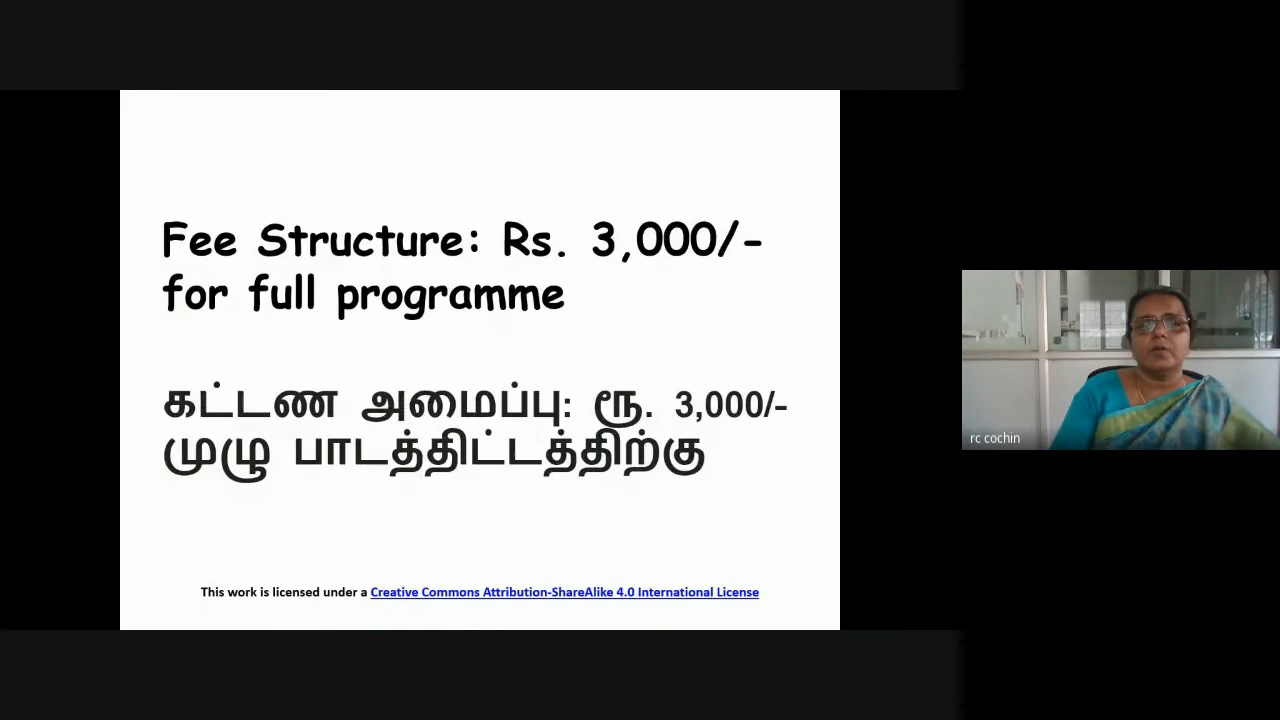 Fee Structure: Rs. 3,000/-
for full programme
கட்டண அமைப்பு: ரூ. 3,000/-
முழு பாடத்திட்டத்திற்கு
This work is licensed under a Creative Commons Attribution-ShareAlike 4.0 International License
rc cochin